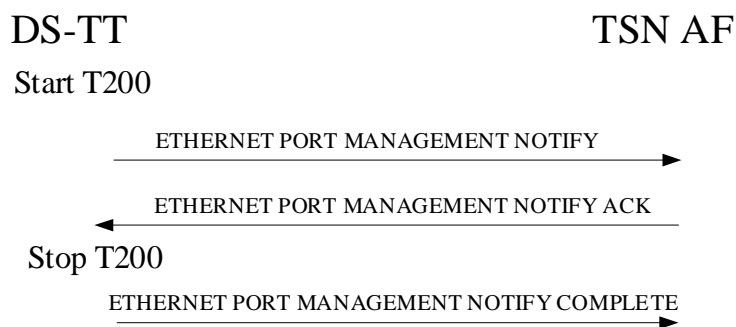 DS-TT TSN AF
Start T200
ETHERNET PORT MANAGEMENT NOTIFY
ETHERNET PORT MANAGEMENT NOTIFY ACK
Stop T200
ETHERNET PORT MANAGEMENT NOTIFY COMPLETE